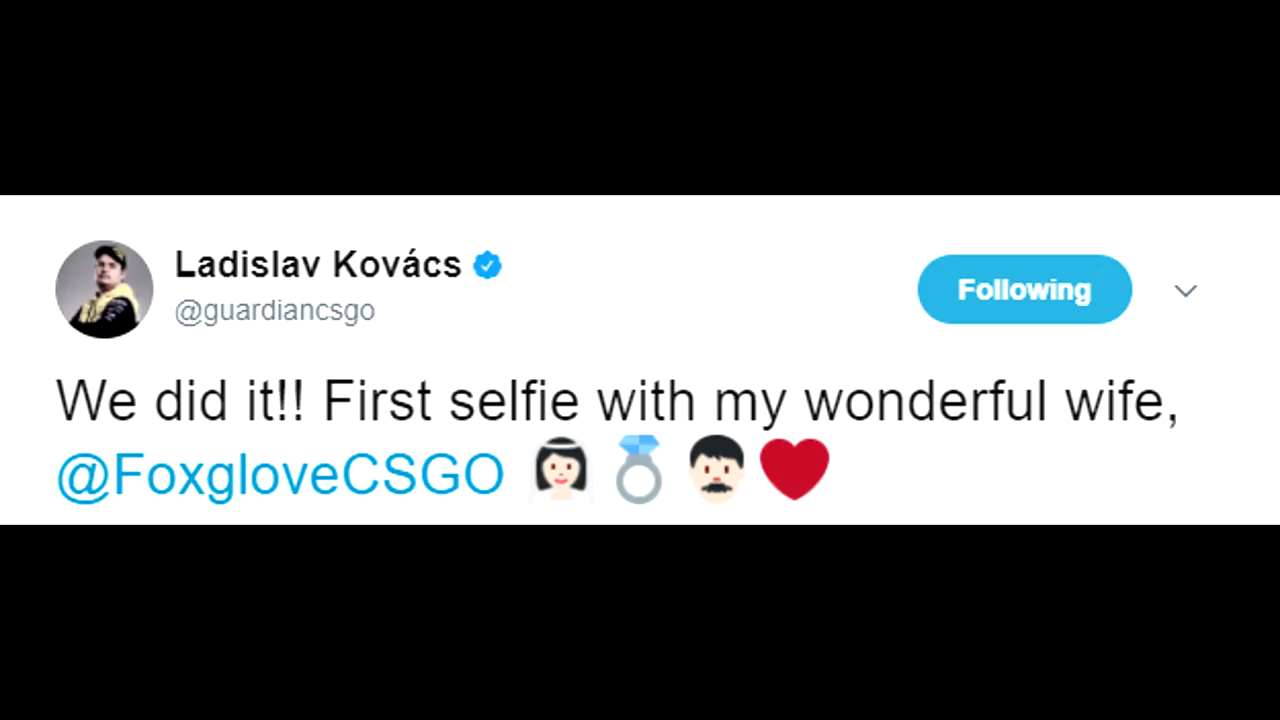 Ladislav Kovács
@guardiancsgo
Following
We did it!! First selfie with my wonderful wife,
@FoxgloveCSGO 👰🏻 💍 👨🏻 ❤️